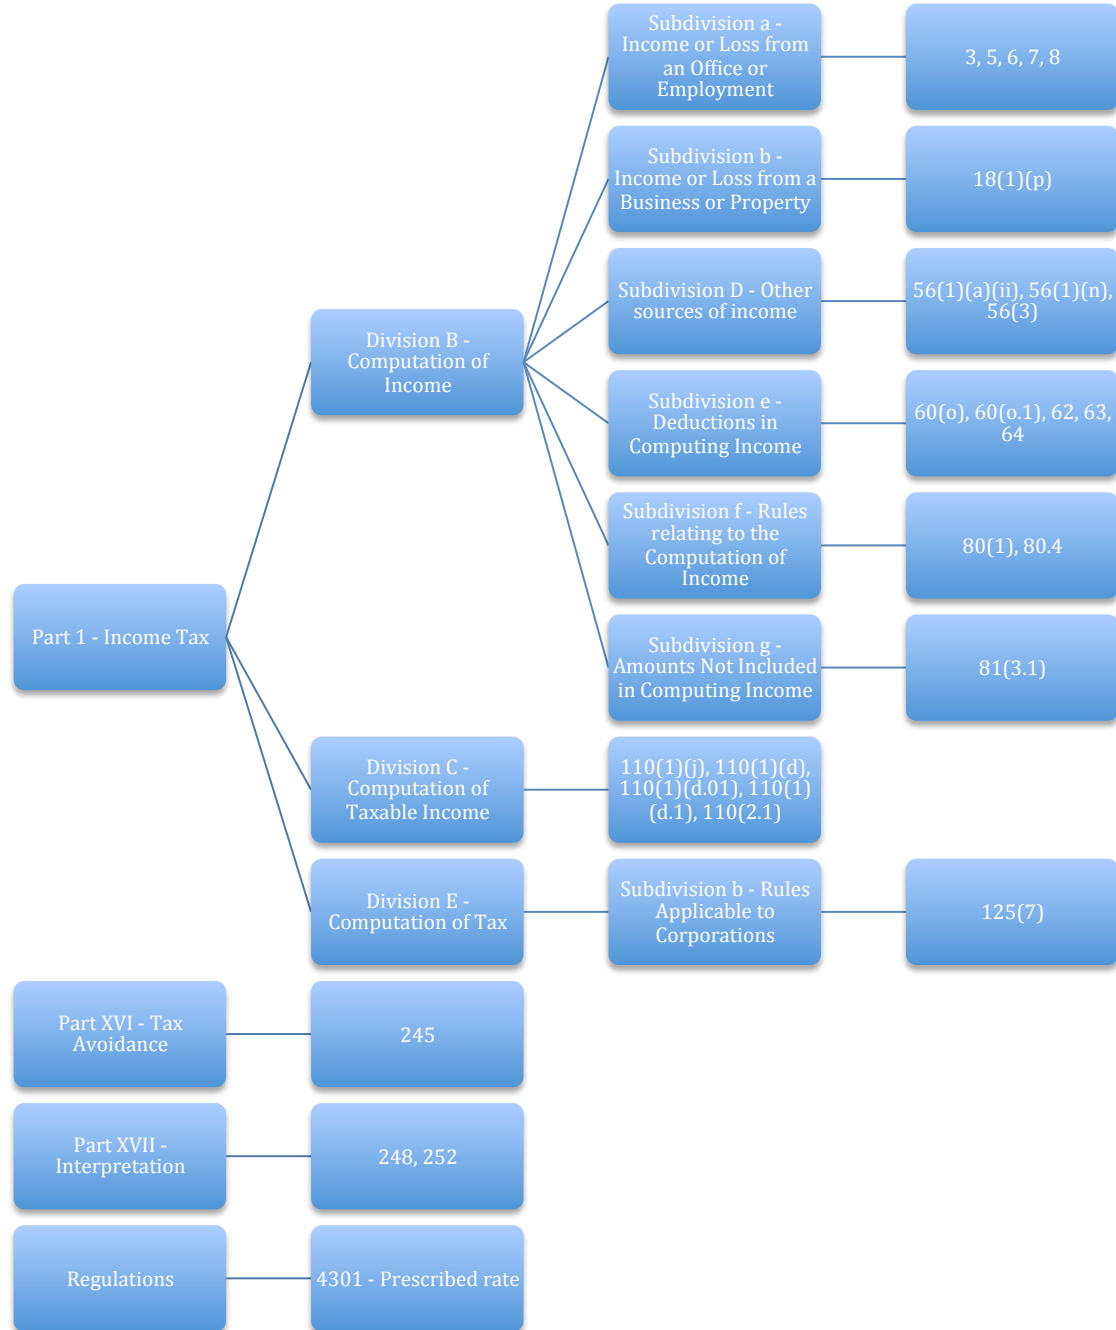 Subdivision a -
Income or Loss from
an Office or
Employment
3, 5, 6, 7, 8
Subdivision b -
Income or Loss from a
Business or Property
18(1)(p)
Subdivision D - Other
sources of income
56(1)(a)(ii), 56(1)(n),
56(3)
Division B -
Computation of
Income
Subdivision e -
Deductions in
Computing Income
60(o), 60(o.1), 62, 63,
64
Subdivision f - Rules
relating to the
Computation of
Income
80(1), 80.4
Part 1 - Income Tax
Subdivision g -
Amounts Not Included
in Computing Income
81(3.1)
Division C -
Computation of
Taxable Income
110(1)(j), 110(1)(d),
110(1)(d.01), 110(1)
(d.1), 110(2.1)
Division E -
Computation of Tax
Subdivision b - Rules
Applicable to
Corporations
125(7)
Part XVI - Tax
Avoidance
245
Part XVII -
Interpretation
248, 252
Regulations
4301 - Prescribed rate